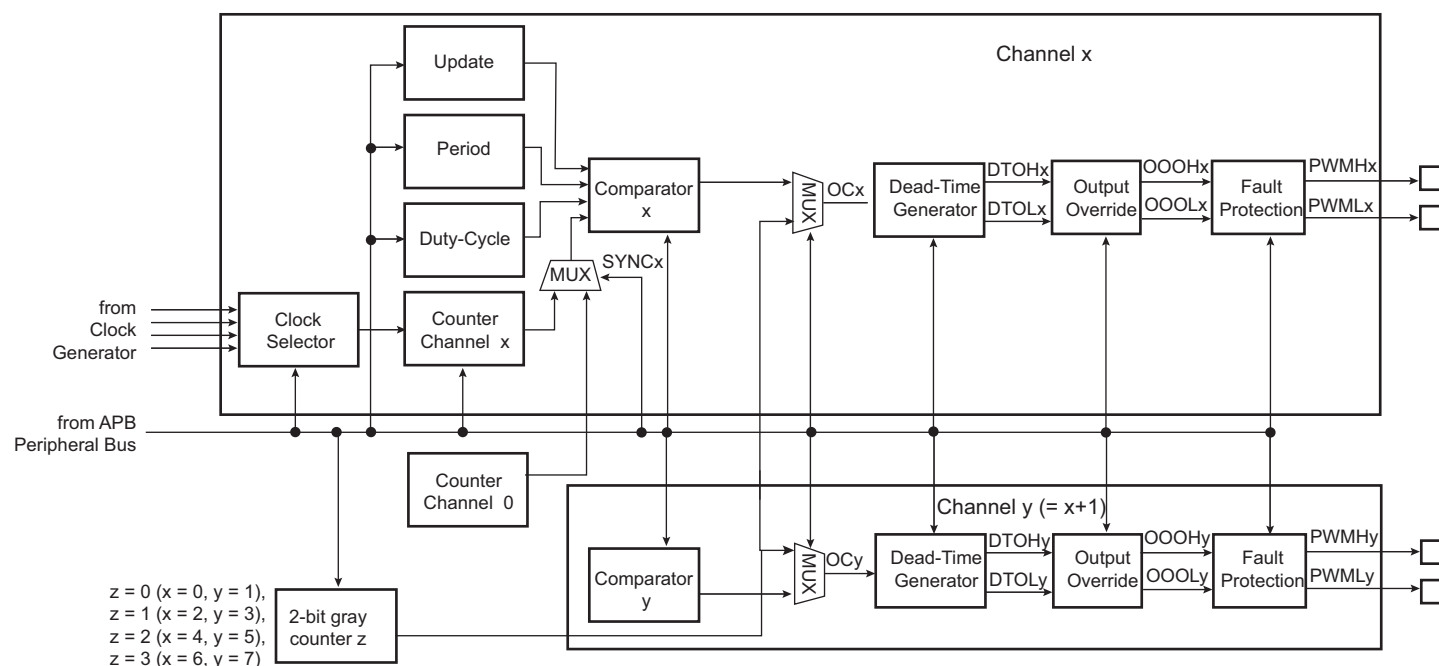 Channel x
Update
Period
Duty-Cycle
Comparator
x
MUX
SYNCx
MUX
OCx
Dead-Time
Generator
DTOHx
DTOLx
Output
Override
OOOHx
OOOLx
Fault
Protection
PWMHx
PWMLx
from
Clock
Generator
Clock
Selector
Counter
Channel x
from APB
Peripheral Bus
Counter
Channel 0
Channel y (= x+1)
Comparator
y
MUX
OCy
Dead-Time
Generator
DTOHy
DTOLy
Output
Override
OOOHy
OOOLy
Fault
Protection
PWMHy
PWMLy
z = 0 (x = 0, y = 1),
z = 1 (x = 2, y = 3),
z = 2 (x = 4, y = 5),
z = 3 (x = 6, y = 7)
2-bit gray
counter z